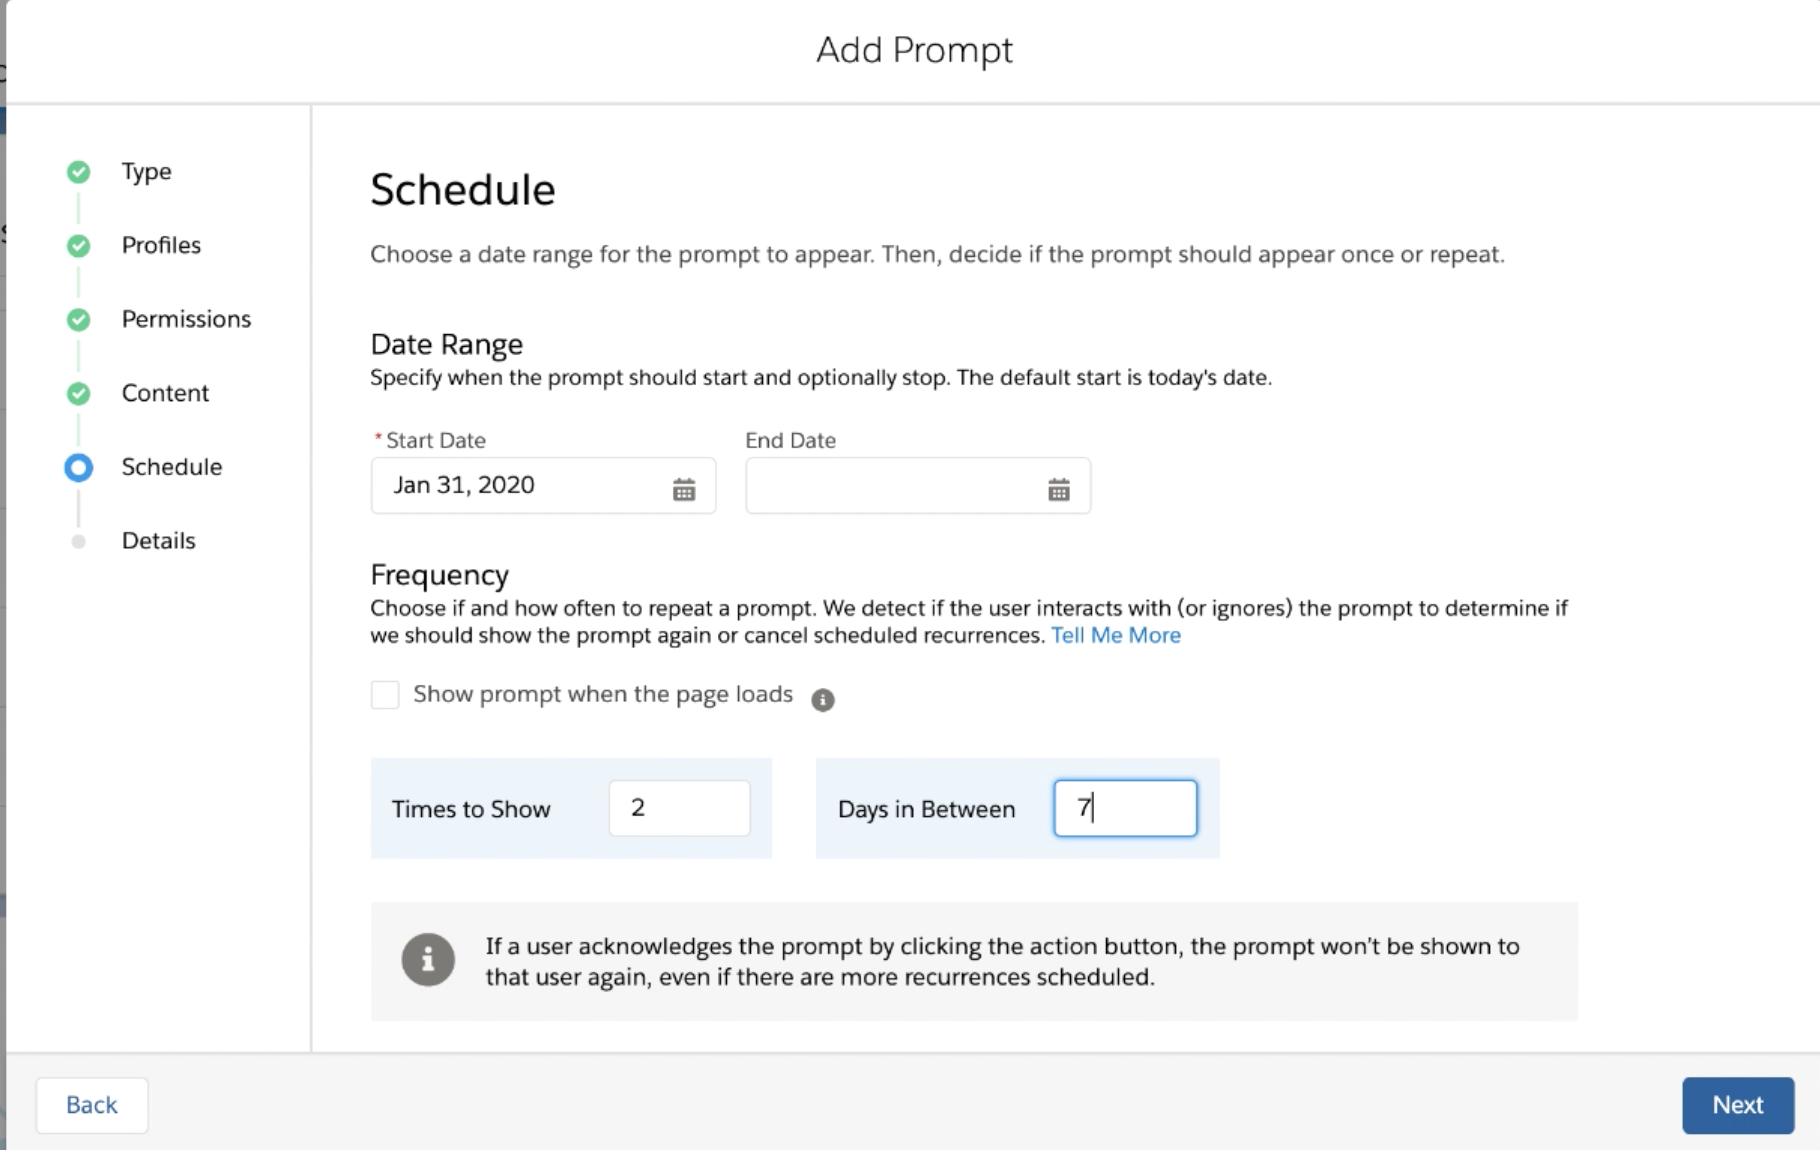 Add Prompt
Type
Profiles
Permissions
Content
Schedule
Details
Schedule
Choose a date range for the prompt to appear. Then, decide if the prompt should appear once or repeat.
Date Range
Specify when the prompt should start and optionally stop. The default start is today's date.
* Start Date
End Date
Jan 31, 2020
Frequency
Choose if and how often to repeat a prompt. We detect if the user interacts with (or ignores) the prompt to determine if
we should show the prompt again or cancel scheduled recurrences. Tell Me More
Show prompt when the page loads
Times to Show 2
Days in Between 7
If a user acknowledges the prompt by clicking the action button, the prompt won't be shown to
that user again, even if there are more recurrences scheduled.
Back
Next